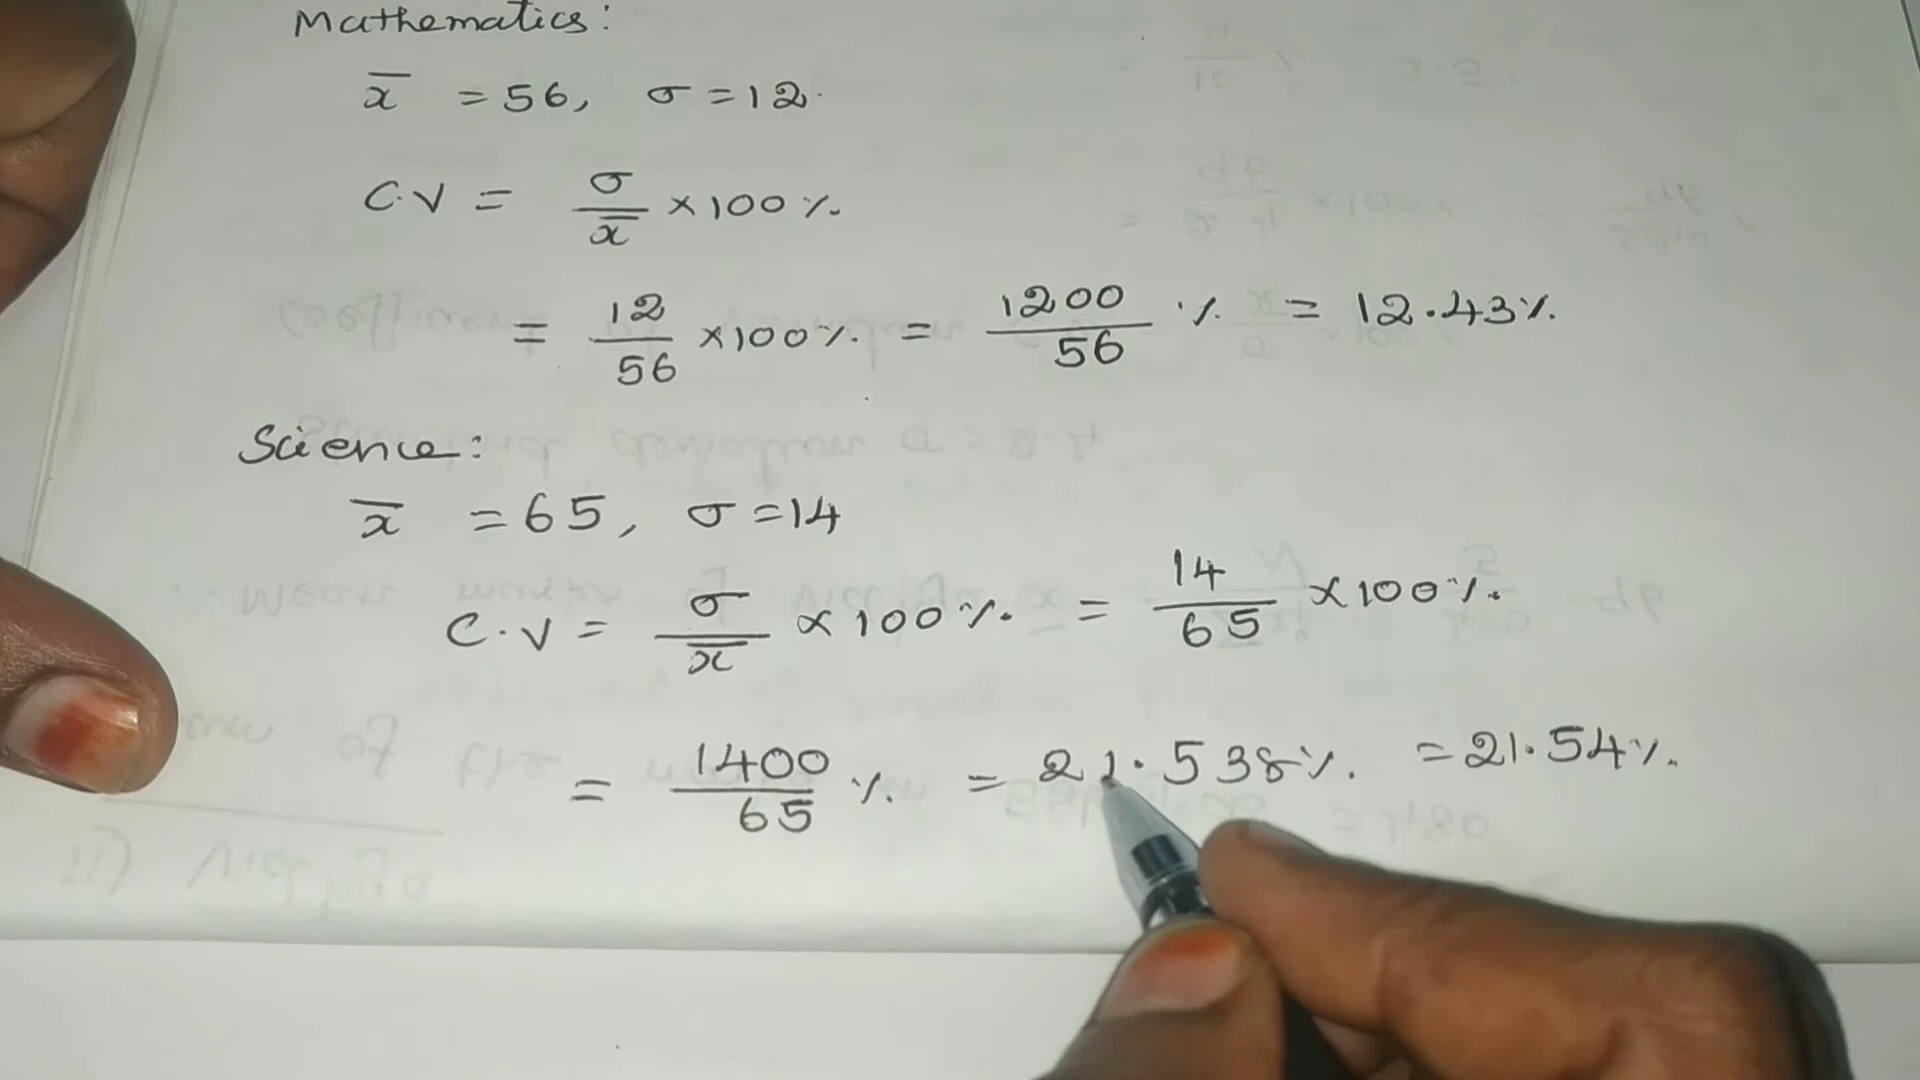 Mathematics:
x̄ = 56, σ = 12.
C.V = σ/x̄ × 100 %
= 12/56 × 100 % = 1200/56 % = 12.43 %
Science:
x̄ = 65, σ = 14
C.V = σ/x̄ × 100 % = 14/65 × 100 %
= 1400/65 % = 21.538 % = 21.54 %